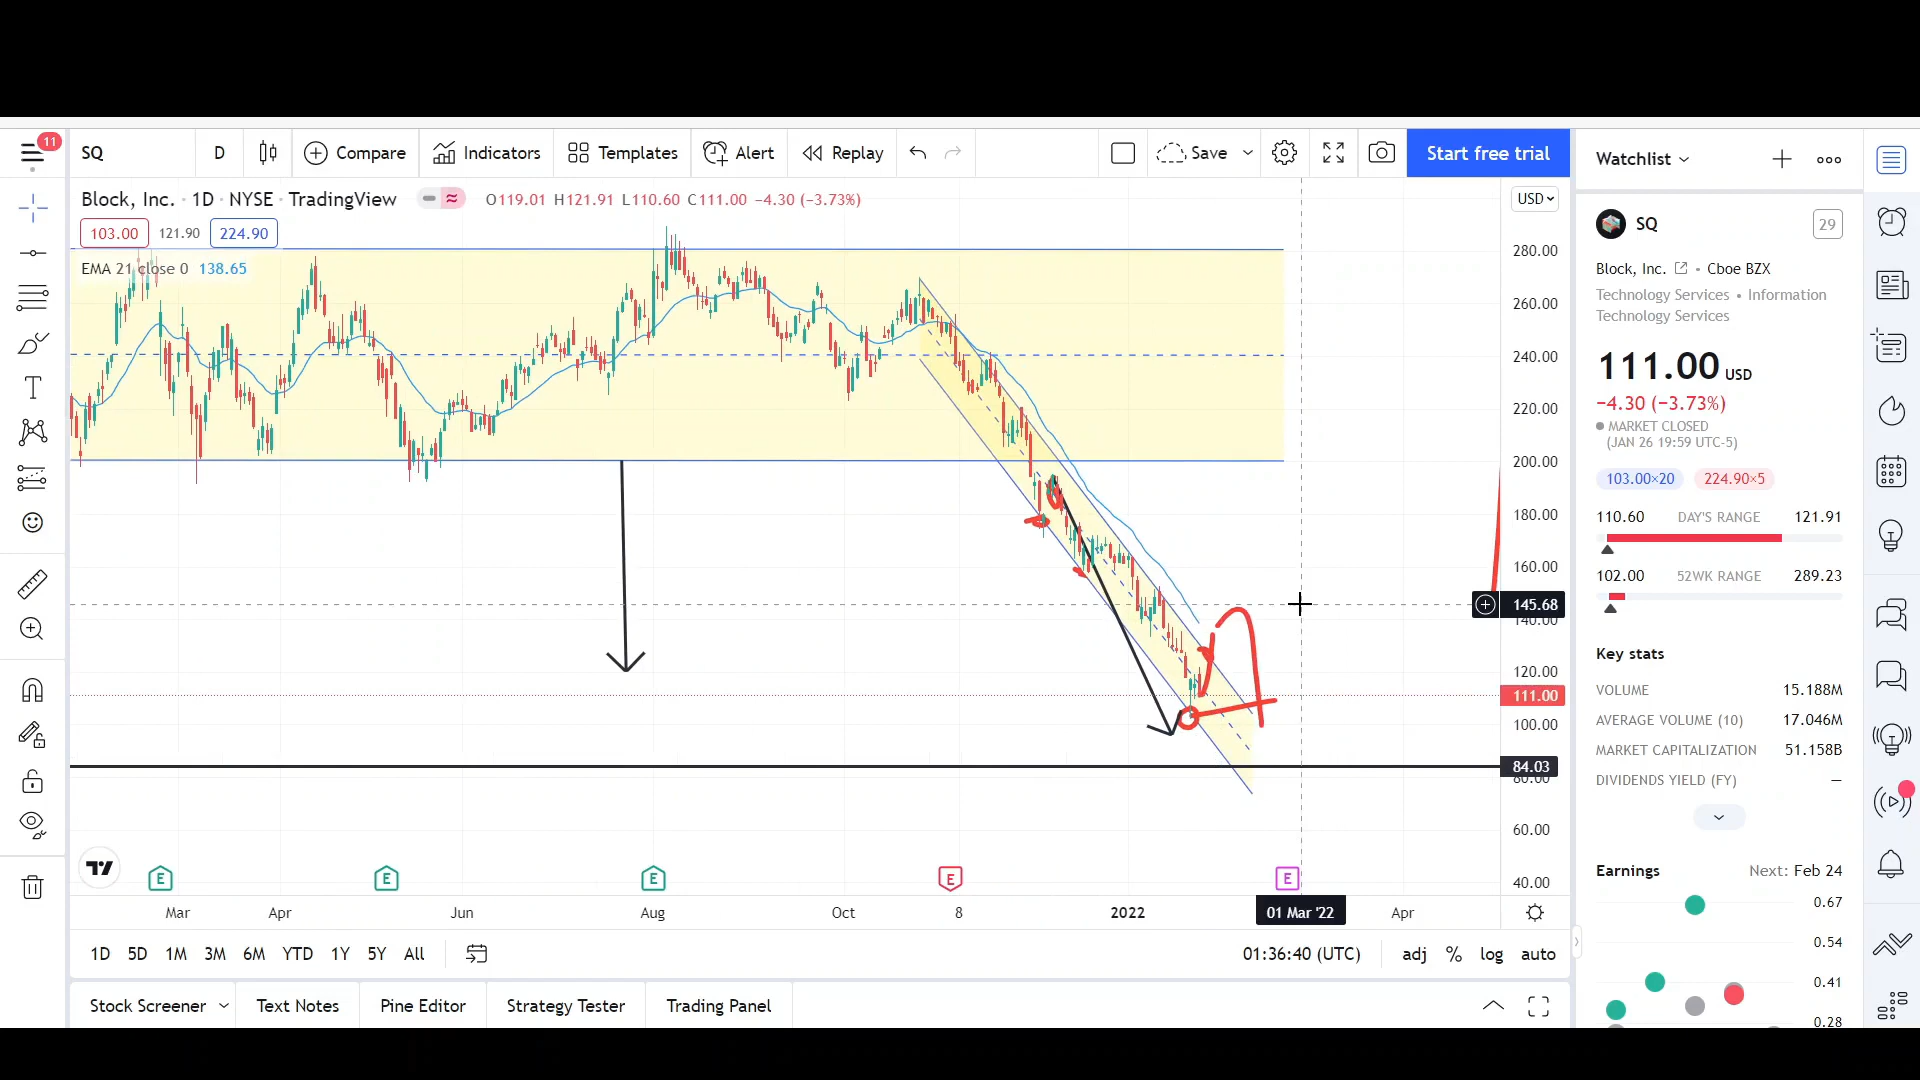 11
SQ D Compare Indicators Templates Alert Replay Save Start free trial
Block, Inc. · 1D · NYSE · TradingView O119.01 H121.91 L110.60 C111.00 −4.30 (−3.73%)
103.00 121.90 224.90
EMA 21 close 0 138.65
USD
280.00
260.00
240.00
220.00
200.00
180.00
160.00
145.68
140.00
120.00
111.00
100.00
84.03
80.00
60.00
40.00
E E E E E
Mar Apr Jun Aug Oct 8 2022 01 Mar '22 Apr
1D 5D 1M 3M 6M YTD 1Y 5Y All 01:36:40 (UTC) adj % log auto
Stock Screener Text Notes Pine Editor Strategy Tester Trading Panel
Watchlist
SQ 29
Block, Inc. • Cboe BZX
Technology Services • Information
Technology Services
111.00 USD
−4.30 (−3.73%)
MARKET CLOSED
(JAN 26 19:59 UTC-5)
103.00×20 224.90×5
110.60 DAY'S RANGE 121.91
102.00 52WK RANGE 289.23
Key stats
VOLUME 15.188M
AVERAGE VOLUME (10) 17.046M
MARKET CAPITALIZATION 51.158B
DIVIDENDS YIELD (FY) —
Earnings Next: Feb 24
0.67
0.54
0.41
0.28